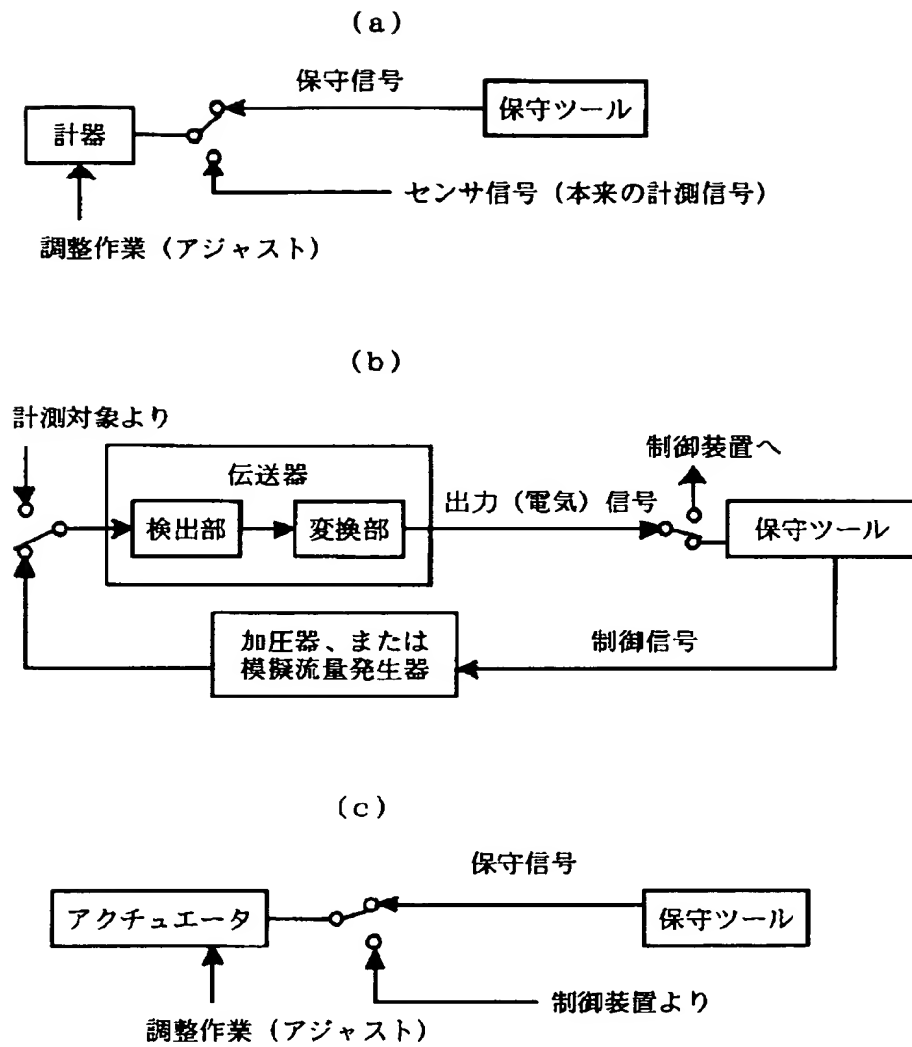 (a)
保守信号
保守ツール
計器
センサ信号(本来の計測信号)
調整作業(アジャスト)
(b)
計測対象より
制御装置へ
伝送器
出力(電気)信号
検出部
変換部
保守ツール
加圧器、または
模擬流量発生器
制御信号
(c)
保守信号
アクチュエータ
保守ツール
制御装置より
調整作業(アジャスト)